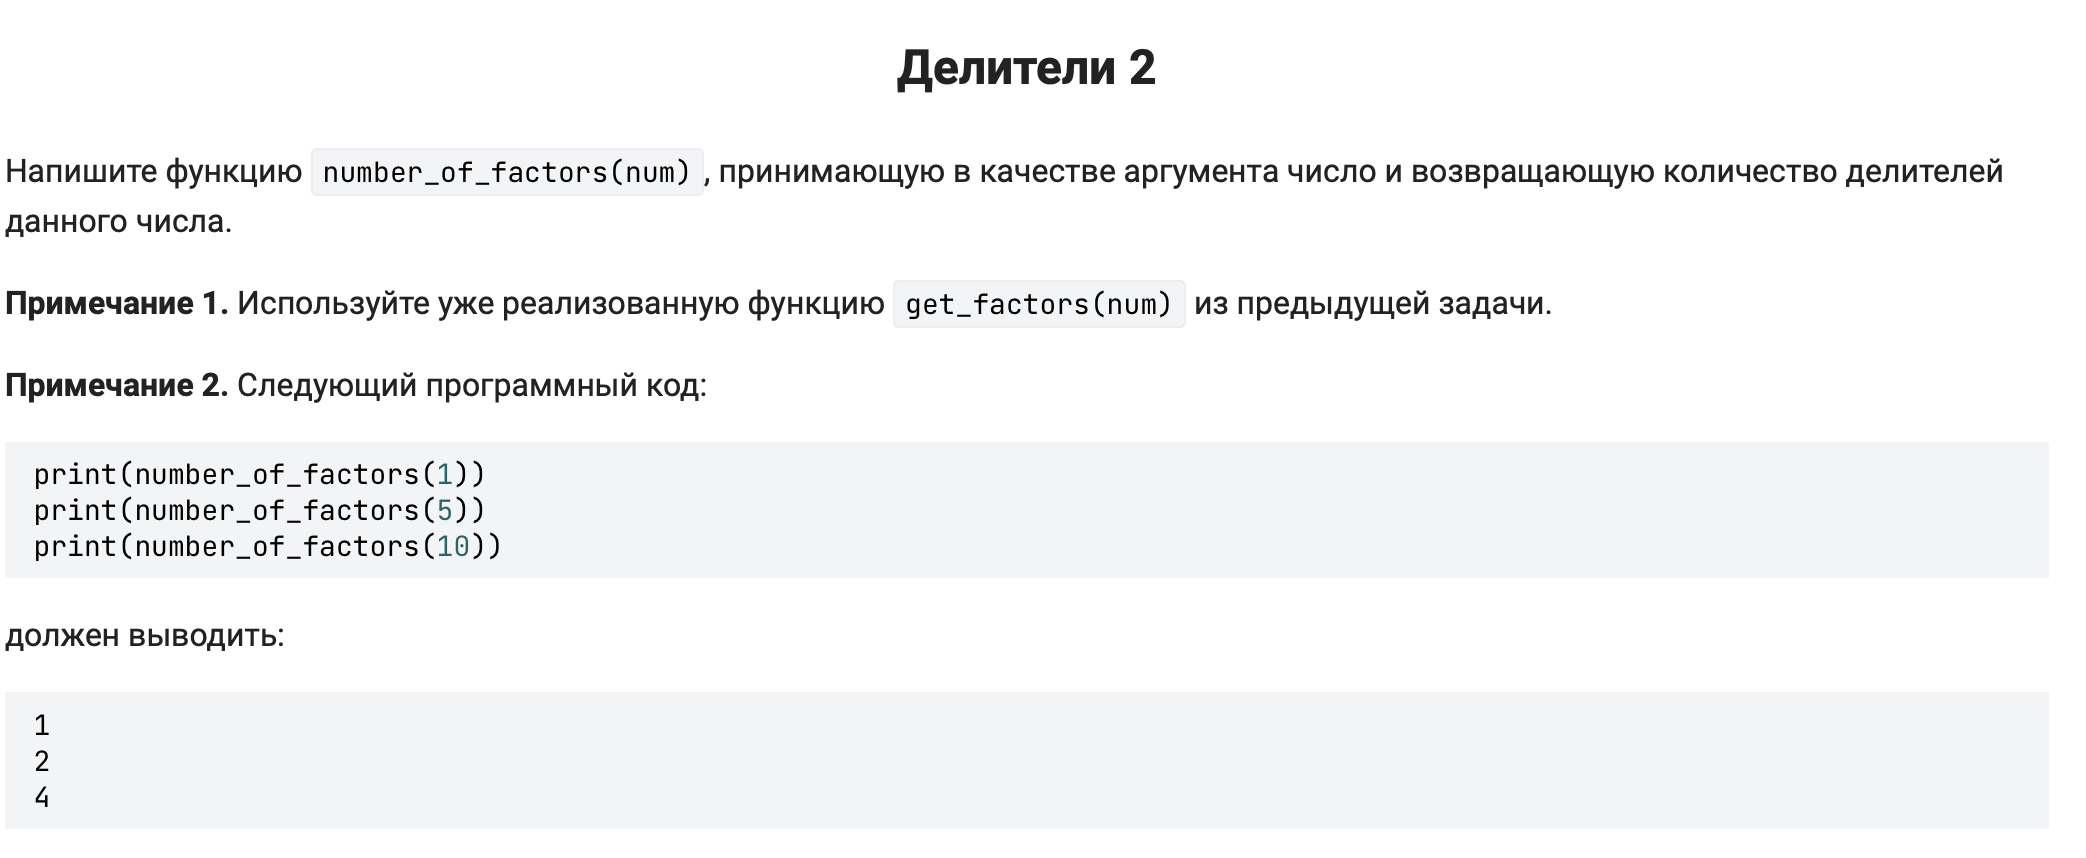 Делители 2
Напишите функцию number_of_factors(num), принимающую в качестве аргумента число и возвращающую количество делителей
данного числа.
Примечание 1. Используйте уже реализованную функцию get_factors(num) из предыдущей задачи.
Примечание 2. Следующий программный код:
print(number_of_factors(1))
print(number_of_factors(5))
print(number_of_factors(10))
должен выводить:
1
2
4